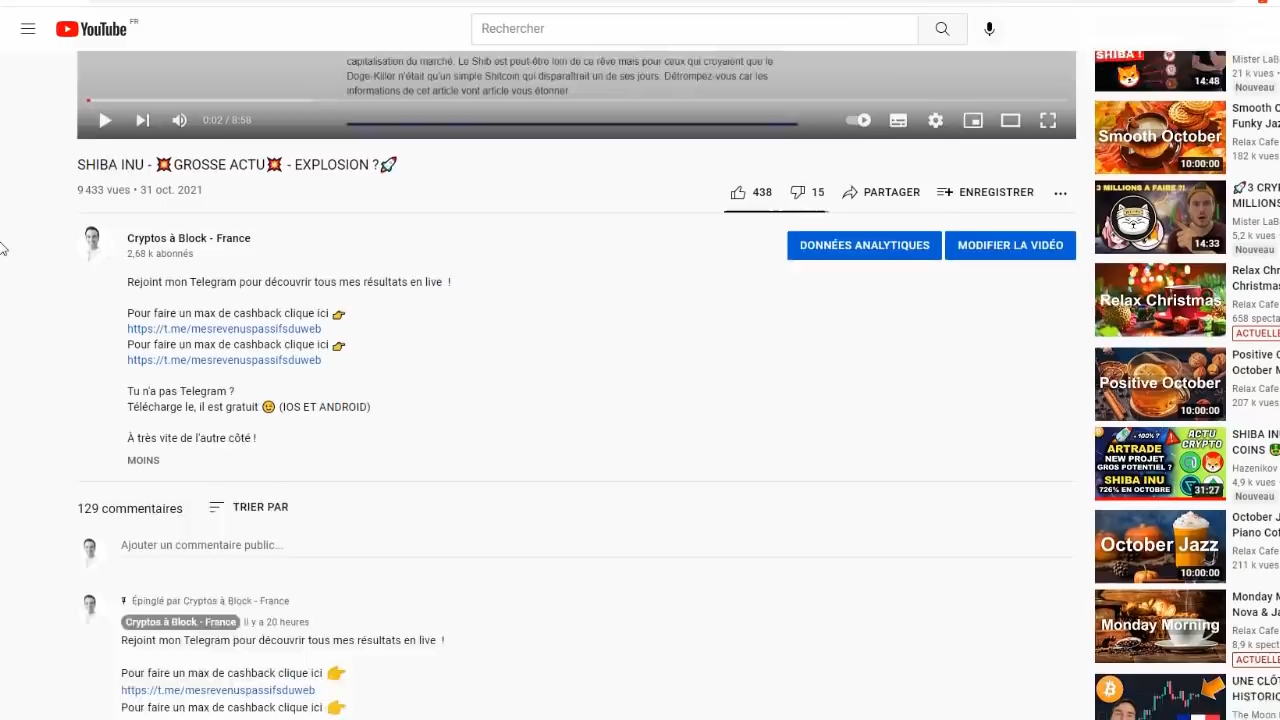 YouTube FR
Rechercher
capitalisation du marché. Le Shib est peut-être loin de ce rêve mais pour ceux qui croyaient que le
Doge-Killer n'était qu'un simple Shitcoin qui disparaîtrait un de ses jours. Détrompez-vous car les
informations de cet article vont article vous étonner
0:02 / 8:58
SHIBA INU - 💥GROSSE ACTU💥 - EXPLOSION ?🚀
9 433 vues • 31 oct. 2021
438
15
PARTAGER
ENREGISTRER
Cryptos à Block - France
2,68 k abonnés
DONNÉES ANALYTIQUES
MODIFIER LA VIDÉO
Rejoint mon Telegram pour découvrir tous mes résultats en live !
Pour faire un max de cashback clique ici 👉
https://t.me/mesrevenuspassifsduweb
Pour faire un max de cashback clique ici 👉
https://t.me/mesrevenuspassifsduweb
Tu n'a pas Telegram ?
Télécharge le, il est gratuit 😉 (IOS ET ANDROID)
À très vite de l'autre côté !
MOINS
129 commentaires
TRIER PAR
Ajouter un commentaire public...
Épinglé par Cryptos à Block - France
Cryptos à Block - France il y a 20 heures
Rejoint mon Telegram pour découvrir tous mes résultats en live !
Pour faire un max de cashback clique ici 👉
https://t.me/mesrevenuspassifsduweb
Pour faire un max de cashback clique ici 👉
SHIBA !
14:48
Mister LaB
21 k vues •
Nouveau
Smooth October
10:00:00
Smooth O
Funky Jaz
Relax Cafe
182 k vues
3 MILLIONS A FAIRE ?!
14:33
🚀3 CRYP
MILLIONS
Mister LaB
5,2 k vues
Nouveau
Relax Christmas
Relax Chr
Christmas
Relax Cafe
658 specta
ACTUELLE
Positive October
10:00:00
Positive O
October M
Relax Cafe
207 k vues
+ 100% ?
ACTU
CRYPTO
ARTRADE
NEW PROJET
GROS POTENTIEL ?
SHIBA INU
726% EN OCTOBRE
31:27
SHIBA INU
COINS
Hazenikov
4,9 k vues
Nouveau
October Jazz
10:00:00
October J
Piano Cof
Relax Cafe
211 k vues
Monday Morning
Monday M
Nova & Ja
Relax Cafe
8,9 k spect
ACTUELLE
UNE CLÔT
HISTORIQ
The Moon